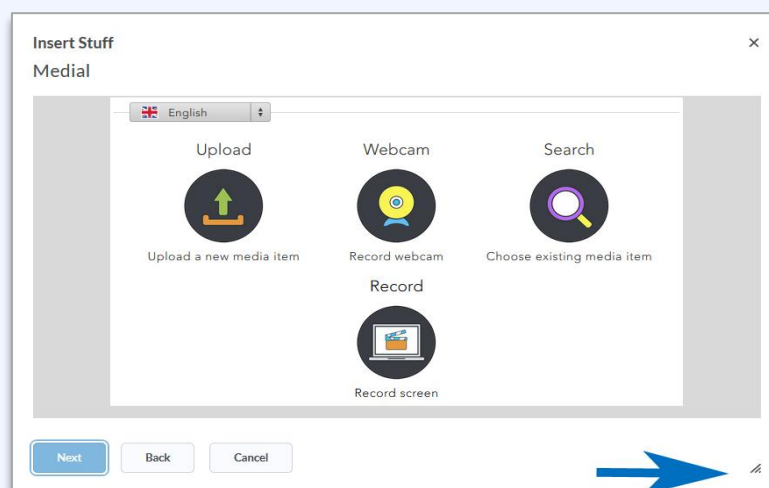 Insert Stuff
Medial
English
Upload
Webcam
Search
Upload a new media item
Record webcam
Choose existing media item
Record
Record screen
Next
Back
Cancel